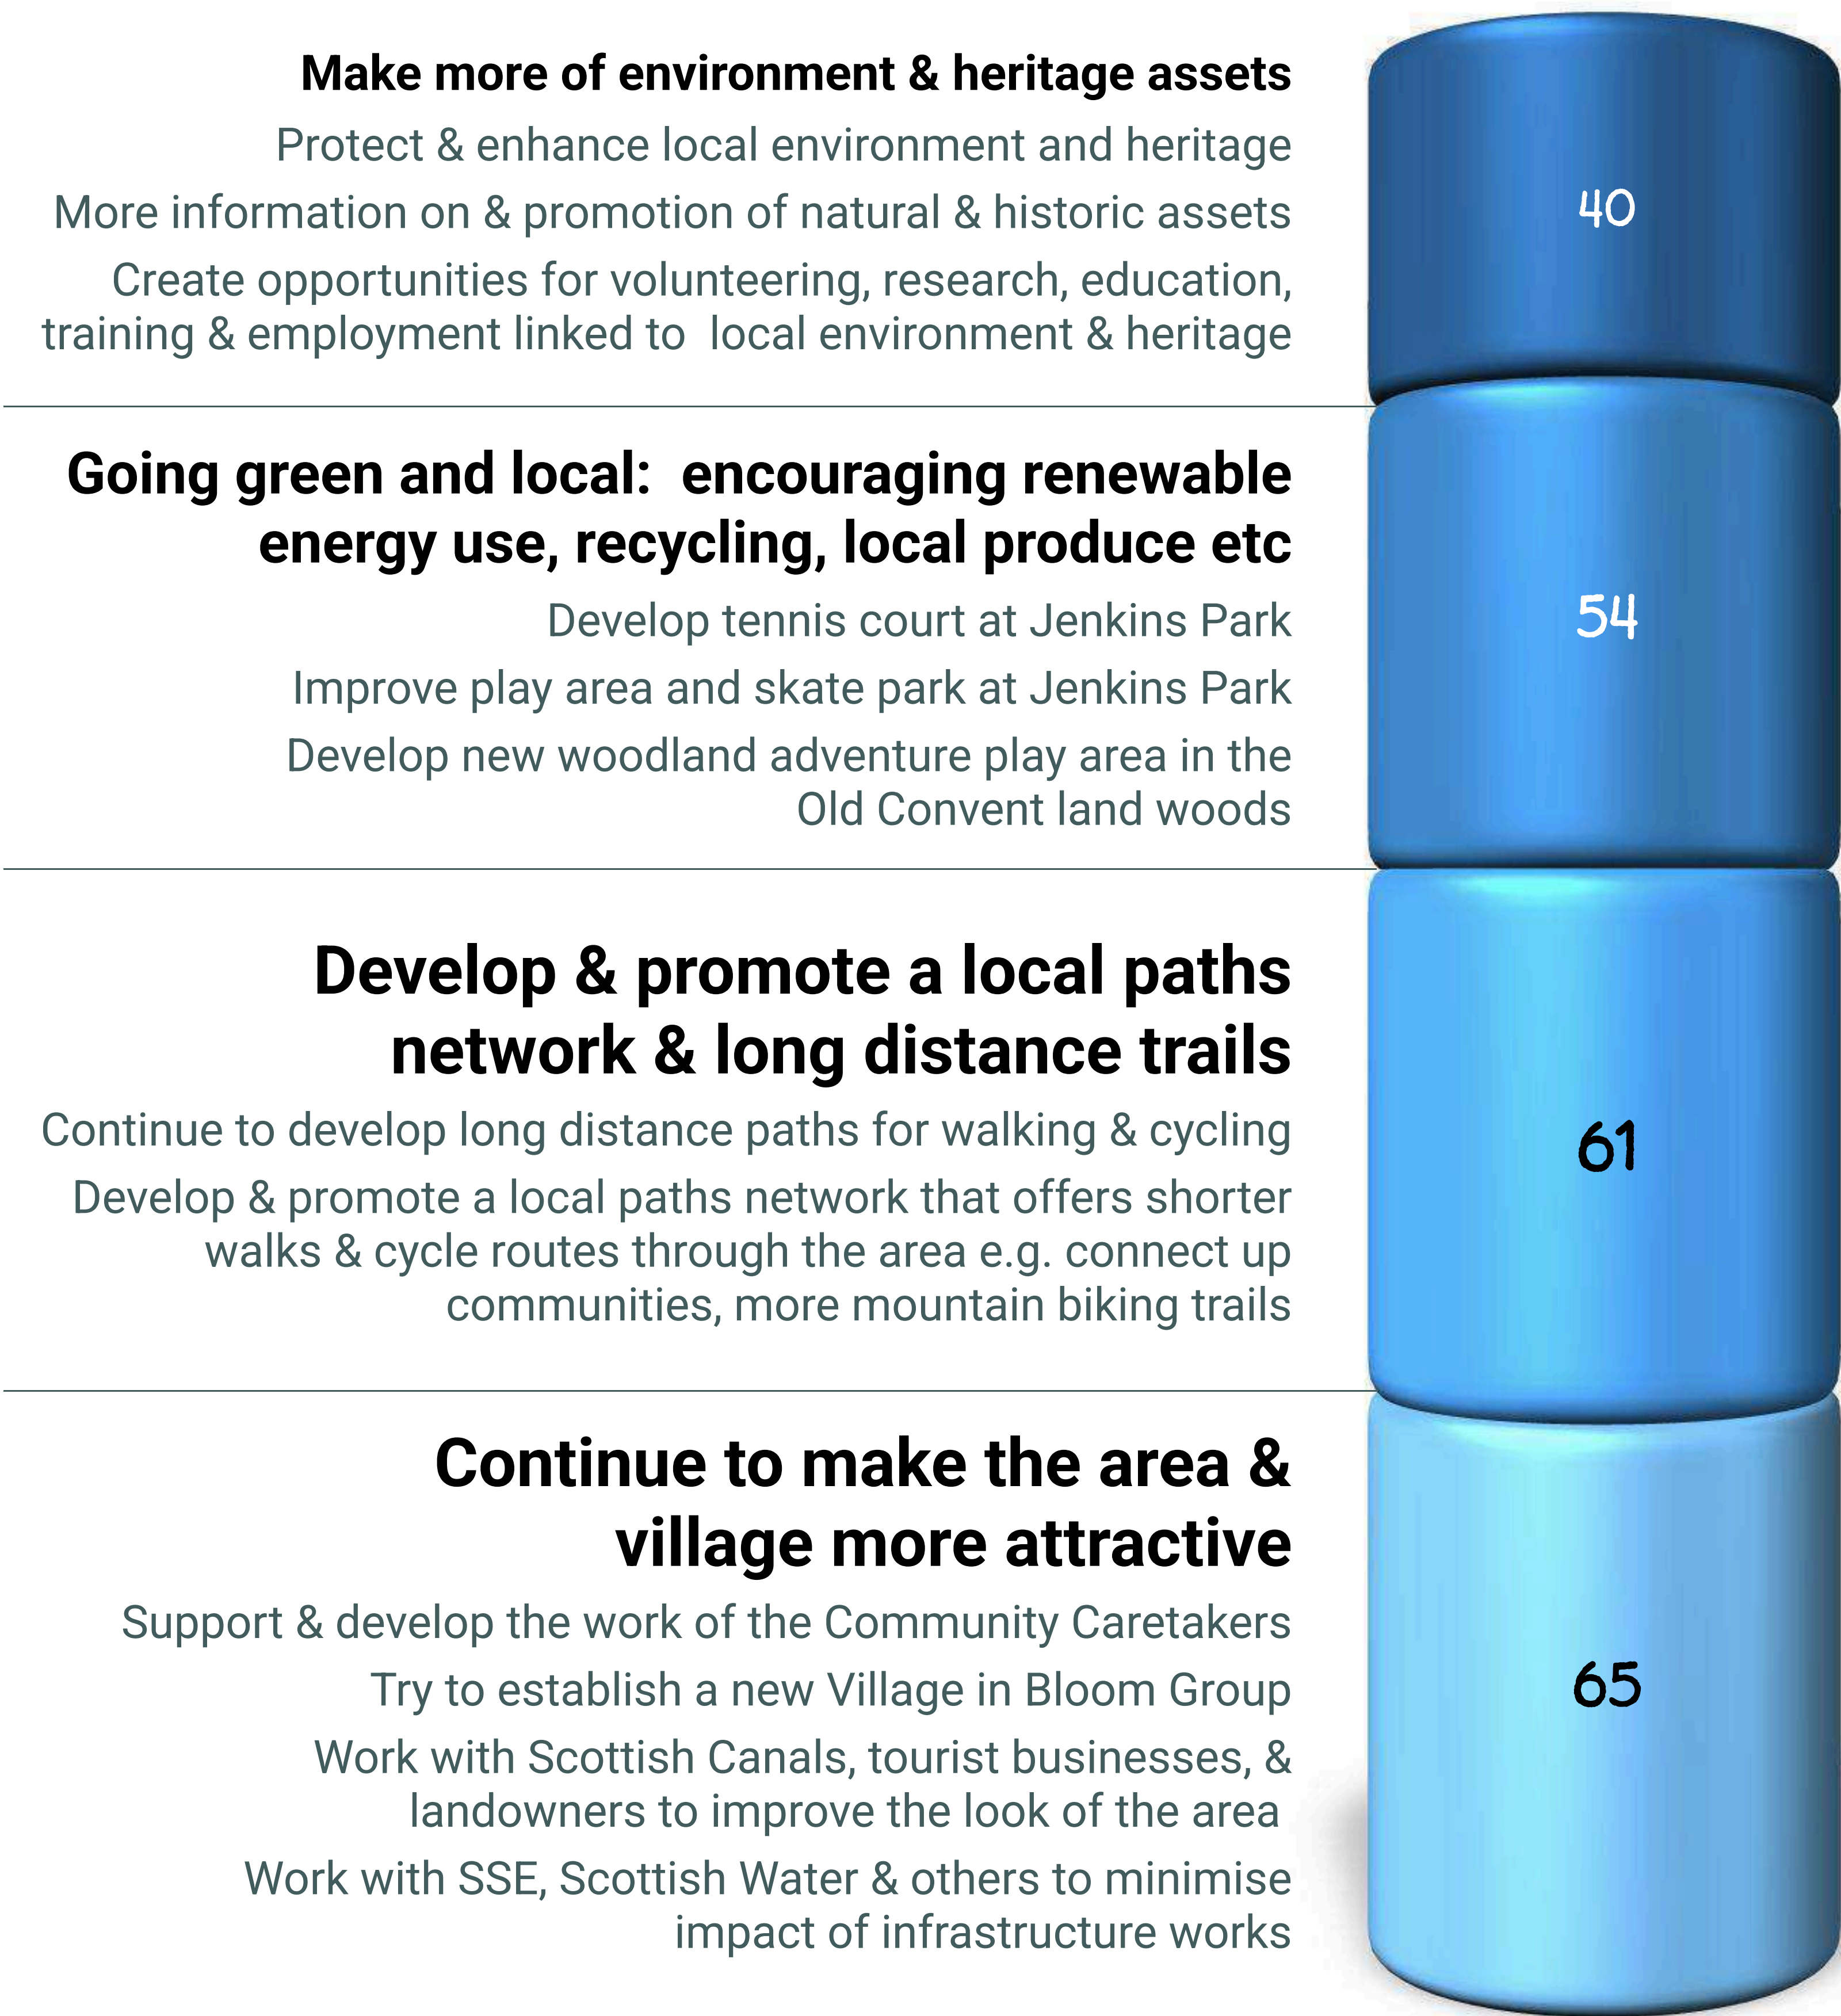 Make more of environment & heritage assets
Protect & enhance local environment and heritage
More information on & promotion of natural & historic assets
Create opportunities for volunteering, research, education,
training & employment linked to  local environment & heritage
40
Going green and local:  encouraging renewable
energy use, recycling, local produce etc
Develop tennis court at Jenkins Park
Improve play area and skate park at Jenkins Park
Develop new woodland adventure play area in the
Old Convent land woods
54
Develop & promote a local paths
network & long distance trails
Continue to develop long distance paths for walking & cycling
Develop & promote a local paths network that offers shorter
walks & cycle routes through the area e.g. connect up
communities, more mountain biking trails
61
Continue to make the area &
village more attractive
Support & develop the work of the Community Caretakers
Try to establish a new Village in Bloom Group
Work with Scottish Canals, tourist businesses, &
landowners to improve the look of the area
Work with SSE, Scottish Water & others to minimise
impact of infrastructure works
65